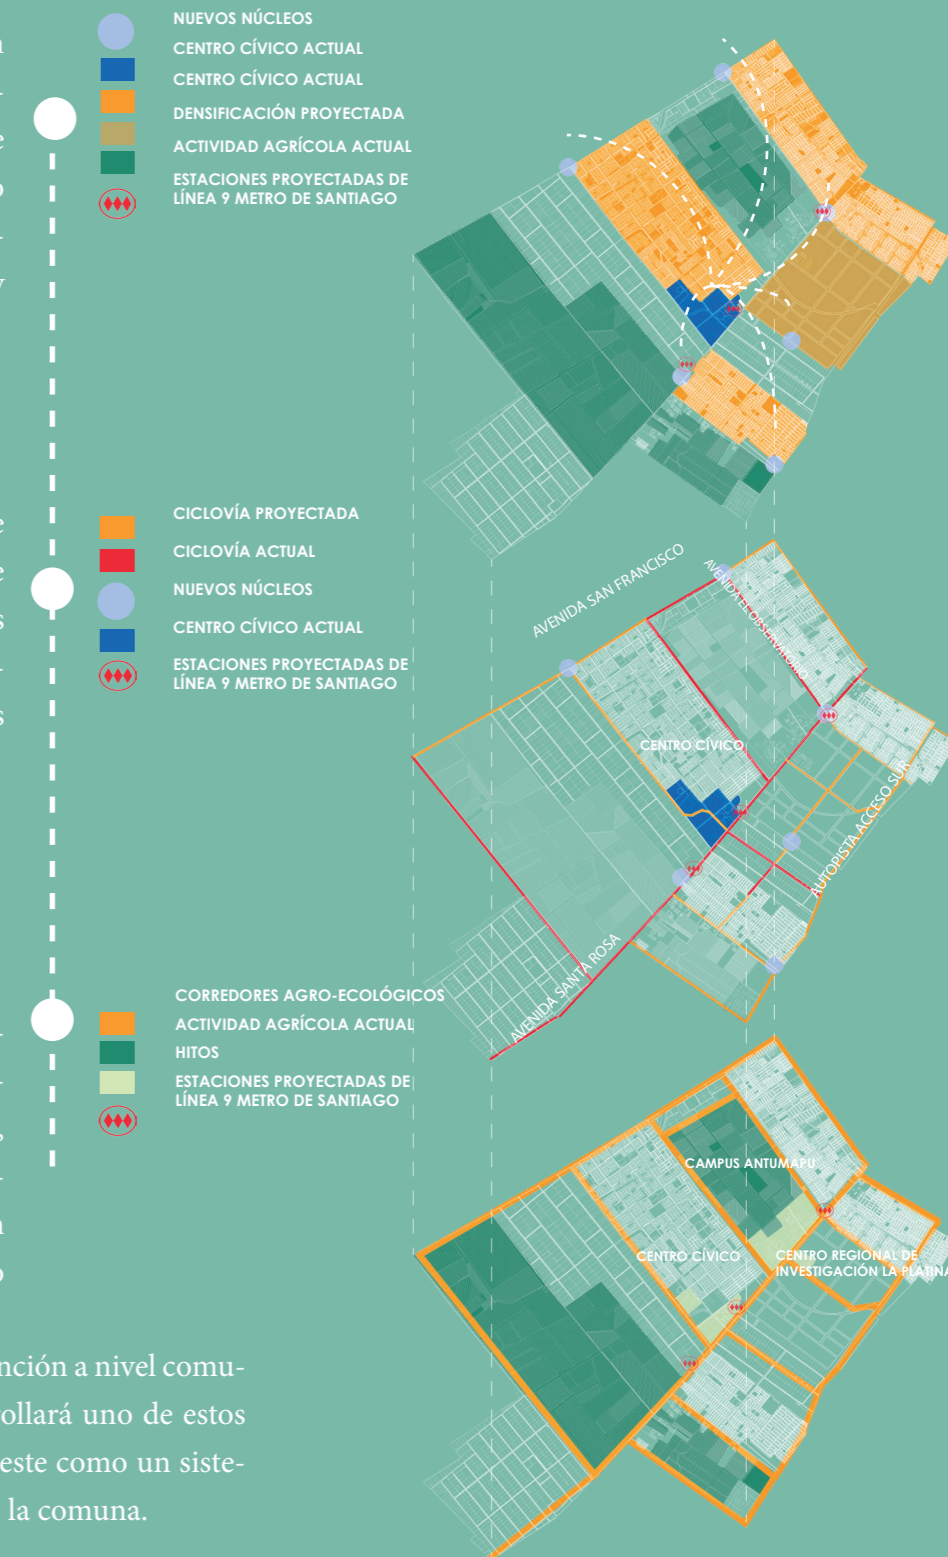 NUEVOS NÚCLEOS
CENTRO CÍVICO ACTUAL
CENTRO CÍVICO ACTUAL
DENSIFICACIÓN PROYECTADA
ACTIVIDAD AGRÍCOLA ACTUAL
ESTACIONES PROYECTADAS DE
LÍNEA 9 METRO DE SANTIAGO
CICLOVÍA PROYECTADA
CICLOVÍA ACTUAL
NUEVOS NÚCLEOS
CENTRO CÍVICO ACTUAL
ESTACIONES PROYECTADAS DE
LÍNEA 9 METRO DE SANTIAGO
AVENIDA SAN FRANCISCO
AVENIDA EL OBSERVATORIO
CENTRO CÍVICO
AUTOPISTA ACCESO SUR
AVENIDA SANTA ROSA
CORREDORES AGRO-ECOLÓGICOS
ACTIVIDAD AGRÍCOLA ACTUAL
HITOS
ESTACIONES PROYECTADAS DE
LÍNEA 9 METRO DE SANTIAGO
CAMPUS ANTUMAPU
CENTRO CÍVICO
CENTRO REGIONAL DE
INVESTIGACIÓN LA PLATINA
nción a nivel comu-
rollará uno de estos
este como un siste-
la comuna.